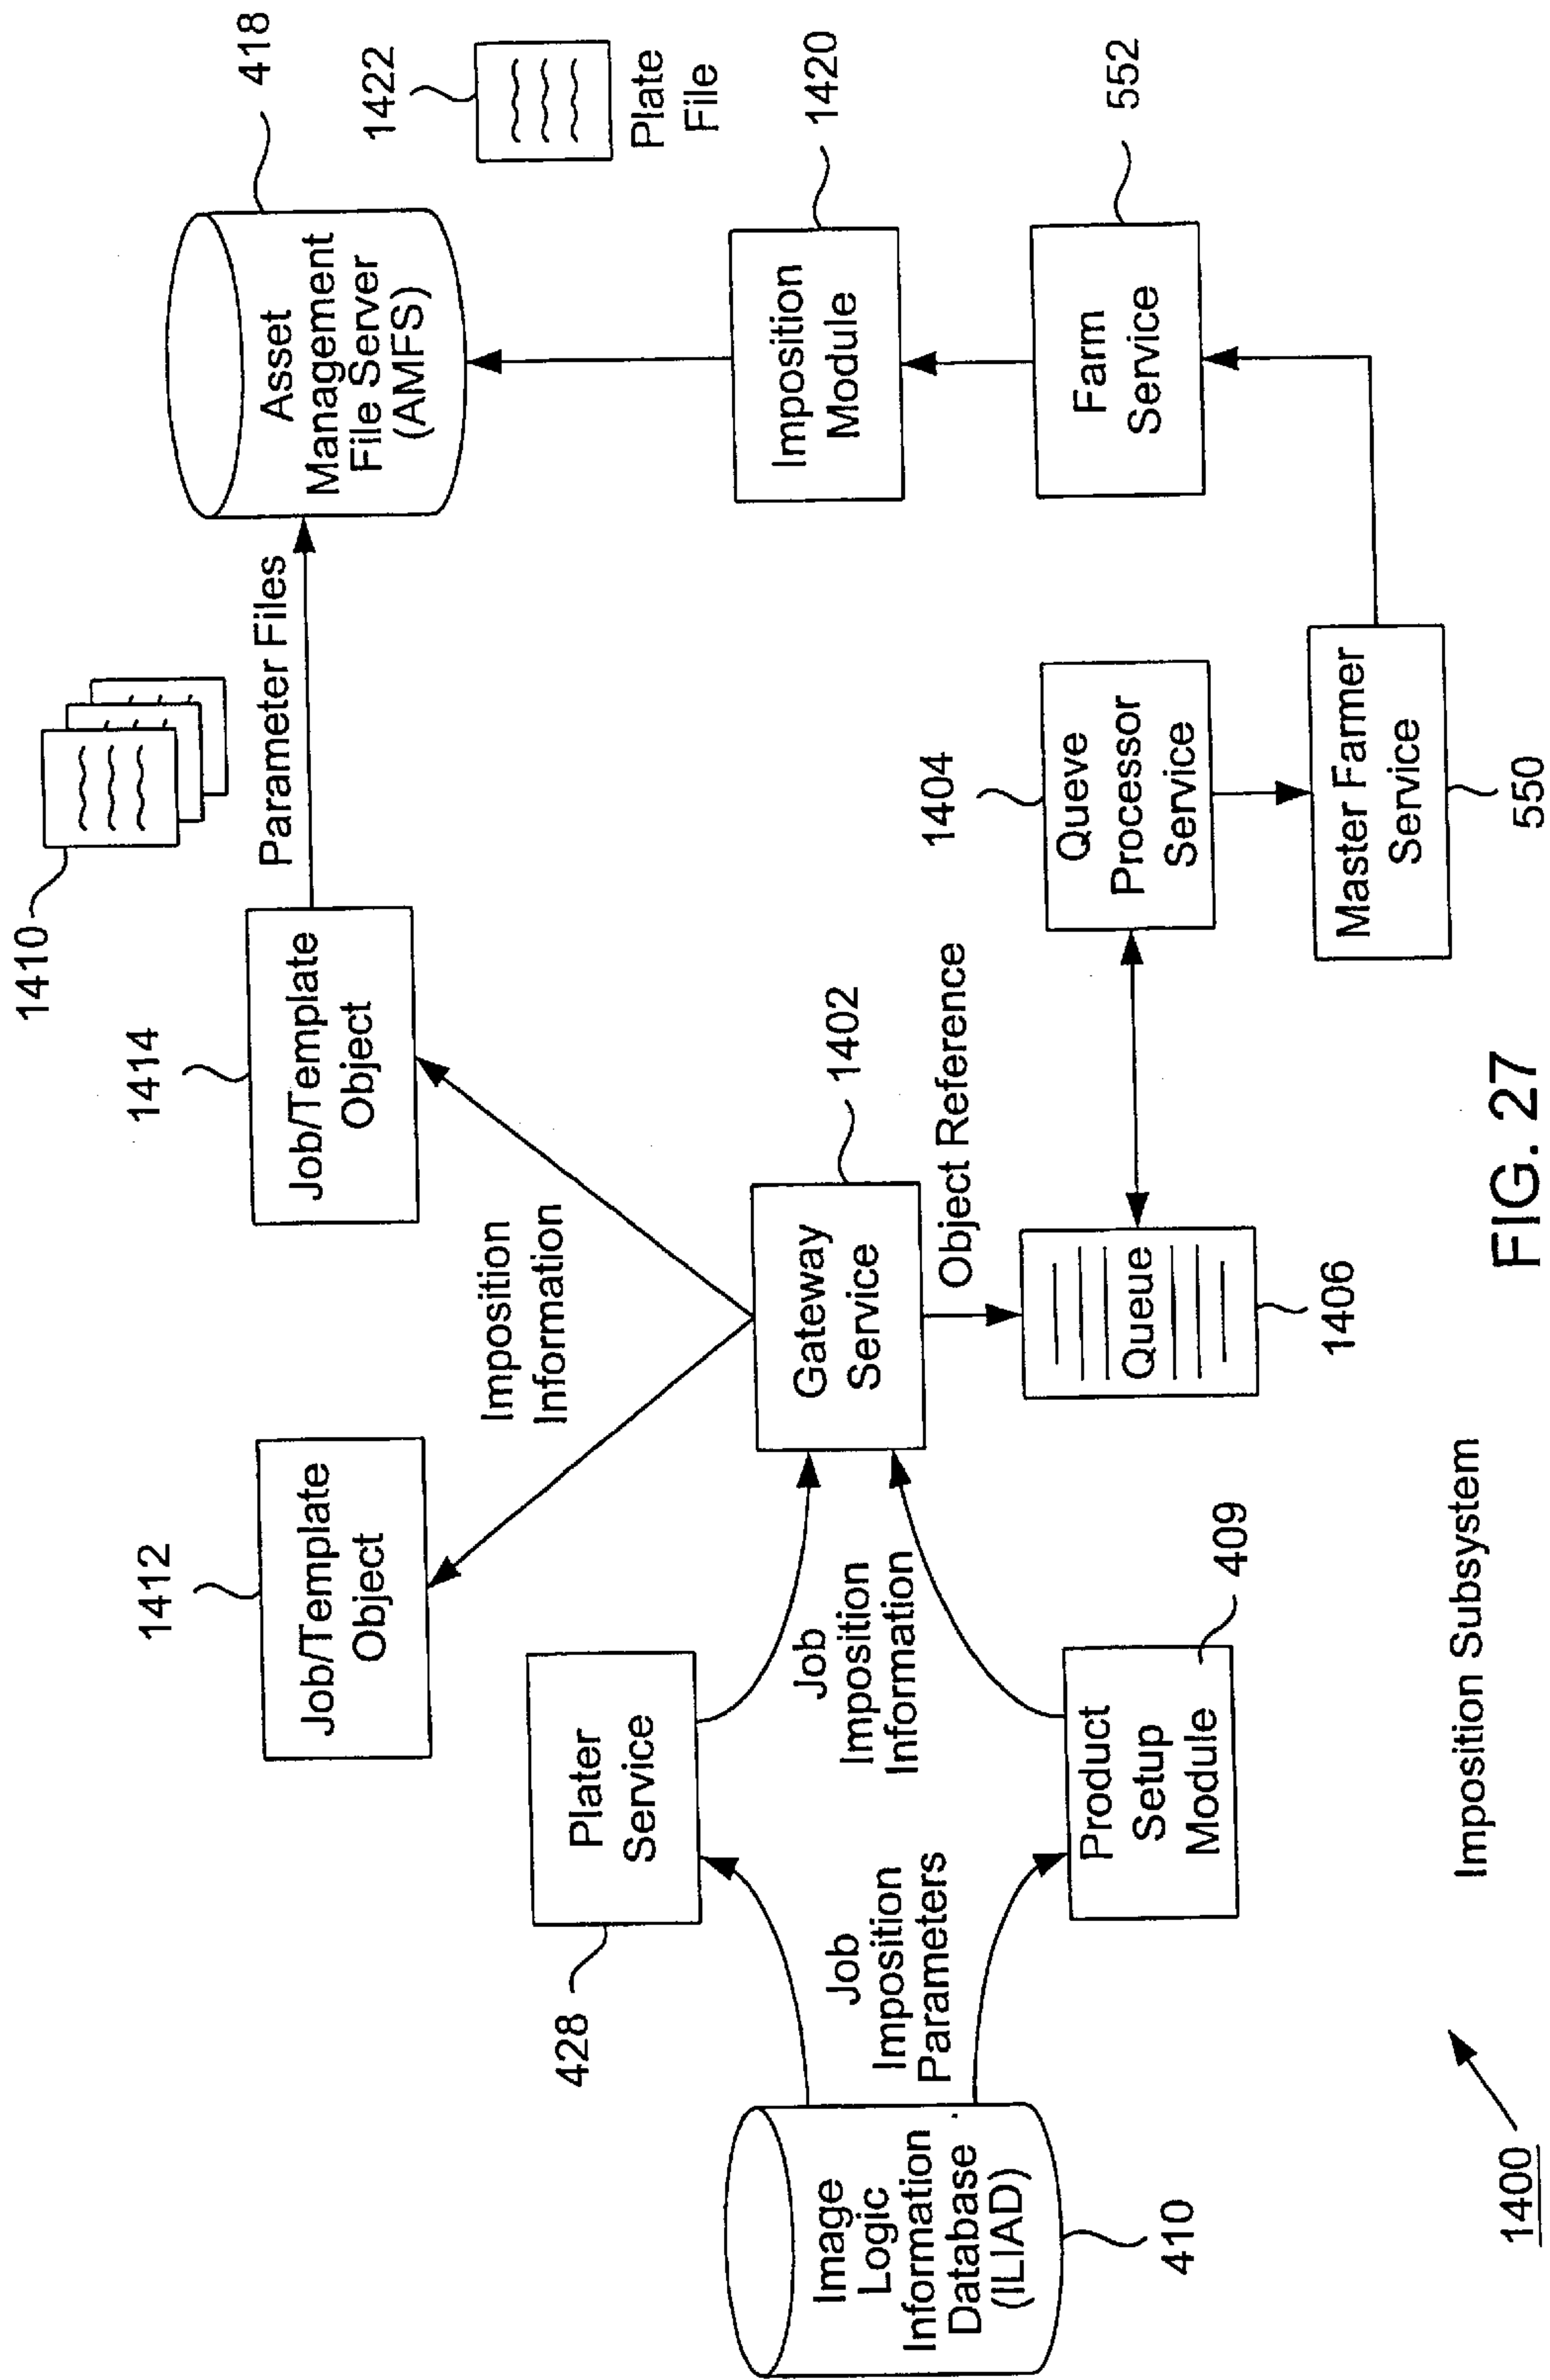 1410
Parameter Files
1414
Job/Template
Object
1412
Job/Template
Object
Imposition
Information
418
Asset
Management
File Server
(AMFS)
1422
Plate
File
428
Plater
Service
Gateway
Service
1402
Imposition
Module
1420
Image
Logic
Information
Database
(ILIAD)
410
Job
Imposition
Parameters
Job
Imposition
Information
Object Reference
1404
Queve
Processor
Service
Farm
Service
552
Product
Setup
Module
409
Queue
1406
Master Farmer
Service
550
Imposition Subsystem
1400
FIG. 27